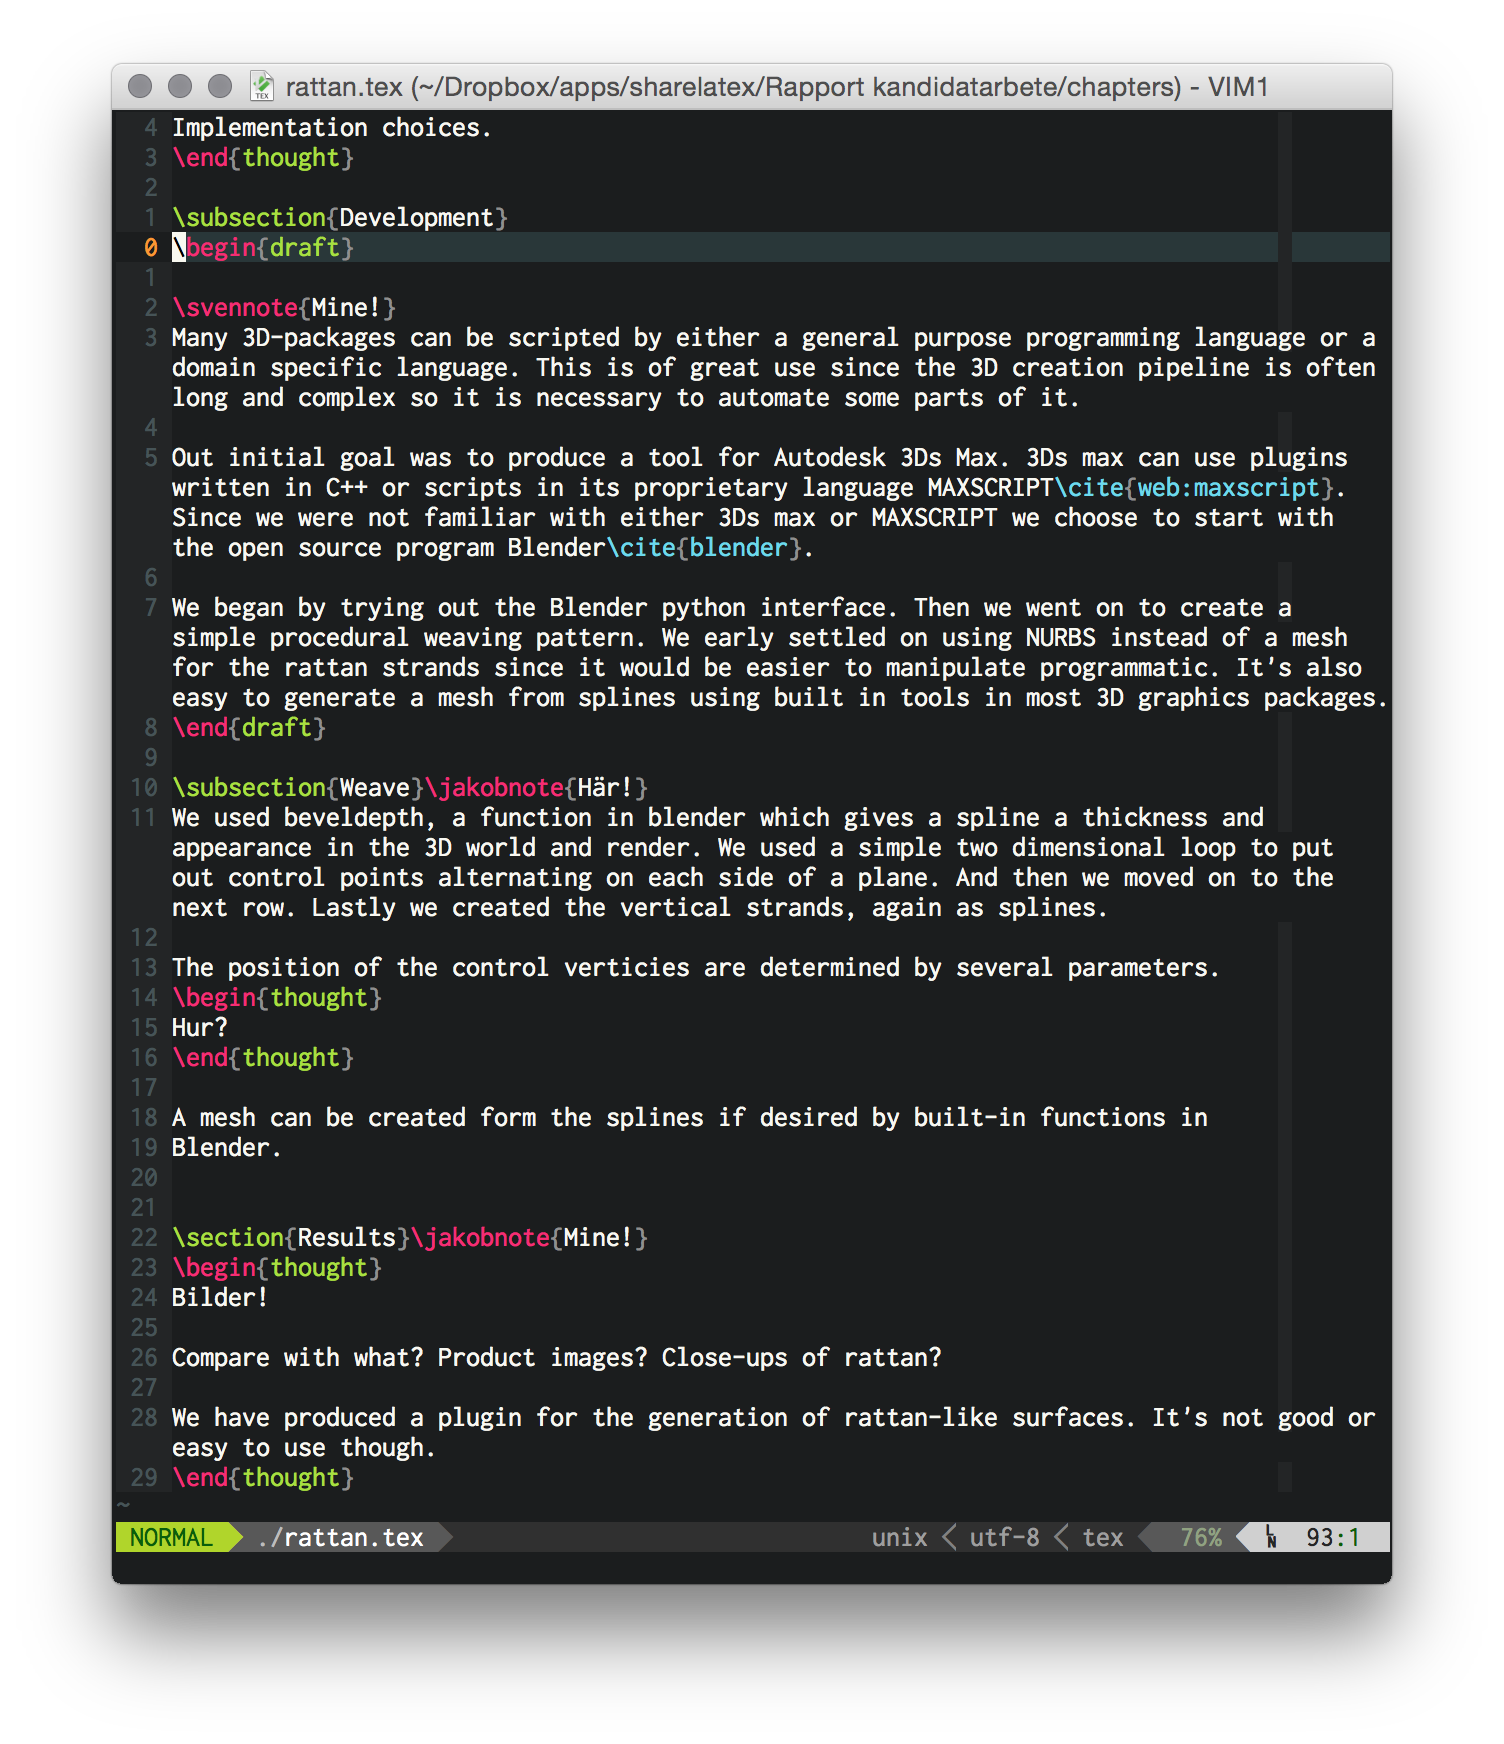 TEX rattan.tex (~/Dropbox/apps/sharelatex/Rapport kandidatarbete/chapters) - VIM1
4 Implementation choices.
3 \end{thought}
2
1 \subsection{Development}
0 \begin{draft}
1
2 \svennote{Mine!}
3 Many 3D-packages can be scripted by either a general purpose programming language or a
domain specific language. This is of great use since the 3D creation pipeline is often
long and complex so it is necessary to automate some parts of it.
4
5 Out initial goal was to produce a tool for Autodesk 3Ds Max. 3Ds max can use plugins
written in C++ or scripts in its proprietary language MAXSCRIPT\cite{web:maxscript}.
Since we were not familiar with either 3Ds max or MAXSCRIPT we choose to start with
the open source program Blender\cite{blender}.
6
7 We began by trying out the Blender python interface. Then we went on to create a
simple procedural weaving pattern. We early settled on using NURBS instead of a mesh
for the rattan strands since it would be easier to manipulate programmatic. It's also
easy to generate a mesh from splines using built in tools in most 3D graphics packages.
8 \end{draft}
9
10 \subsection{Weave}\jakobnote{Här!}
11 We used beveldepth, a function in blender which gives a spline a thickness and
appearance in the 3D world and render. We used a simple two dimensional loop to put
out control points alternating on each side of a plane. And then we moved on to the
next row. Lastly we created the vertical strands, again as splines.
12
13 The position of the control verticies are determined by several parameters.
14 \begin{thought}
15 Hur?
16 \end{thought}
17
18 A mesh can be created form the splines if desired by built-in functions in
19 Blender.
20
21
22 \section{Results}\jakobnote{Mine!}
23 \begin{thought}
24 Bilder!
25
26 Compare with what? Product images? Close-ups of rattan?
27
28 We have produced a plugin for the generation of rattan-like surfaces. It's not good or
easy to use though.
29 \end{thought}
~
NORMAL ./rattan.tex unix < utf-8 < tex 76% LN 93:1